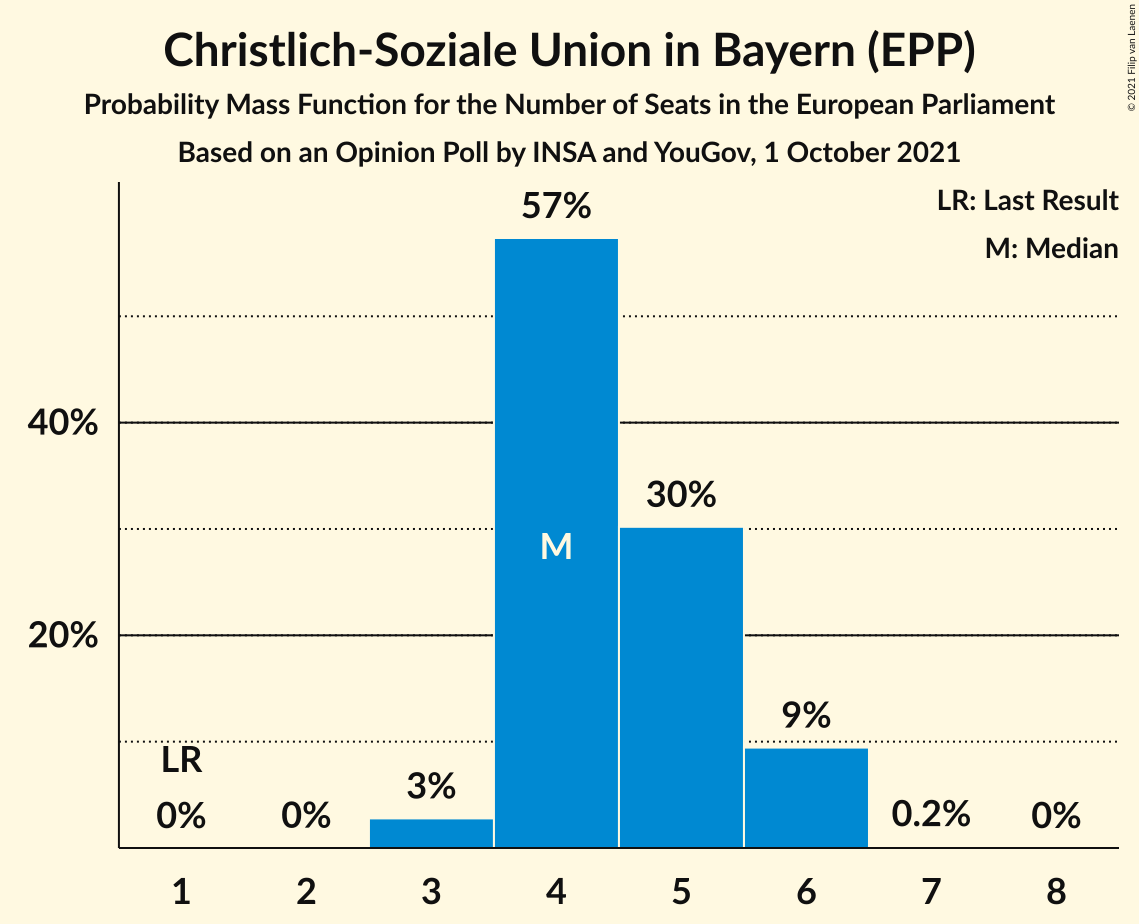 Christlich-Soziale Union in Bayern (EPP)
Probability Mass Function for the Number of Seats in the European Parliament
Based on an Opinion Poll by INSA and YouGov, 1 October 2021
© 2021 Filip van Laenen
LR: Last Result
M: Median
57%
40%
30%
M
20%
9%
LR
3%
0% 0% 0.2% 0%
1 2 3 4 5 6 7 8